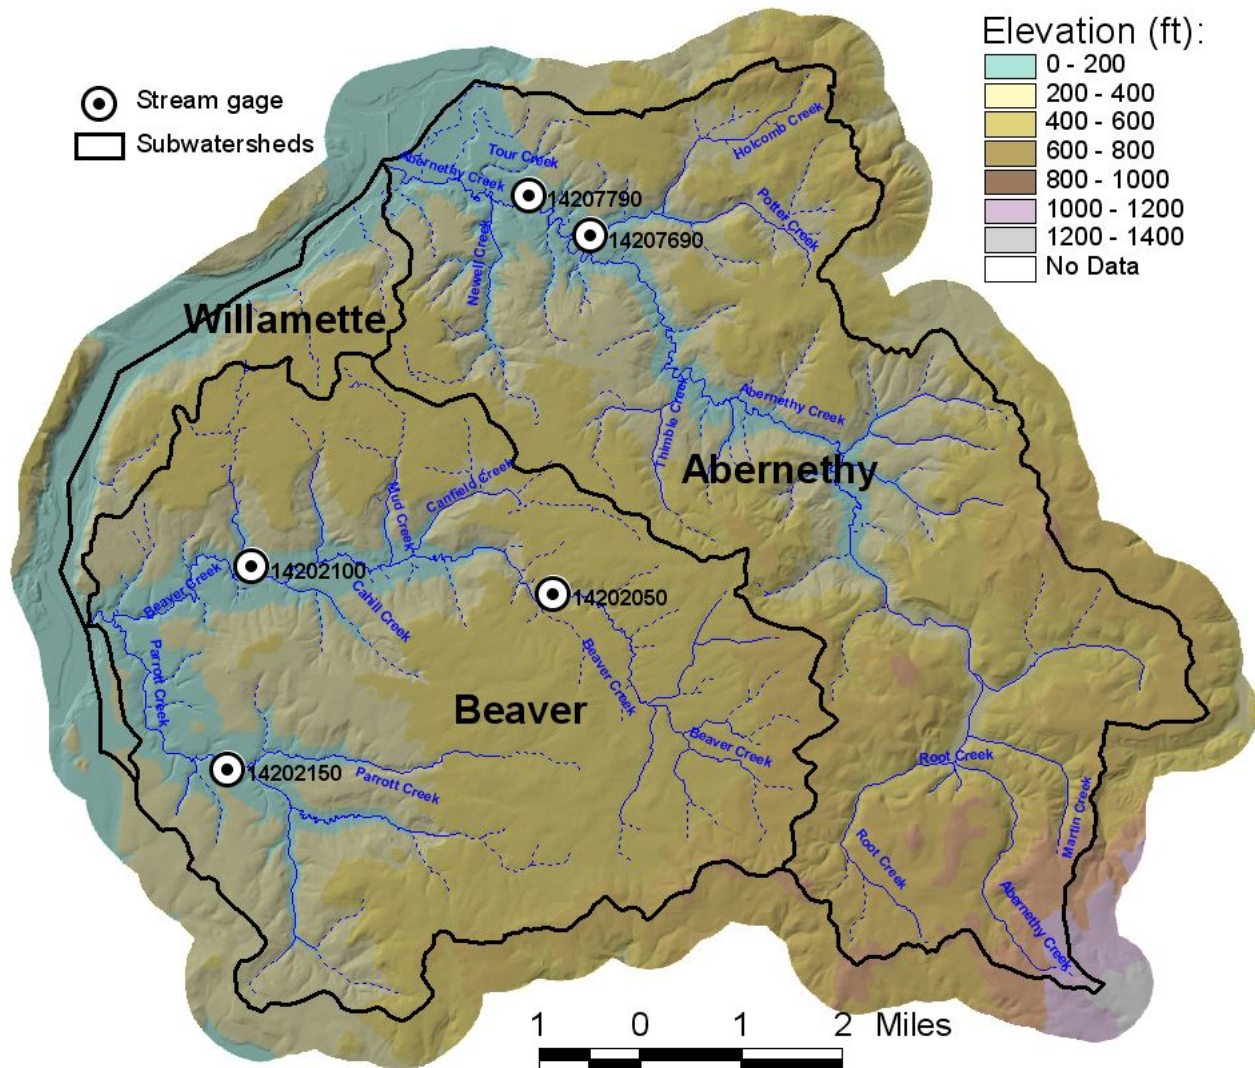 Elevation (ft):
0 - 200
200 - 400
400 - 600
600 - 800
800 - 1000
1000 - 1200
1200 - 1400
No Data
Stream gage
Subwatersheds
Holcomb Creek
Tour Creek
Abernethy Creek
14207790
Potter Creek
14207690
Newell Creek
Willamette
Abernethy Creek
Thimble Creek
Abernethy
Canfield Creek
Mud Creek
14202100
Beaver Creek
Cahill Creek
14202050
Beaver Creek
Parrott Creek
Beaver
Beaver Creek
14202150
Parrott Creek
Root Creek
Martin Creek
Root Creek
Abernethy Creek
1 0 1 2 Miles